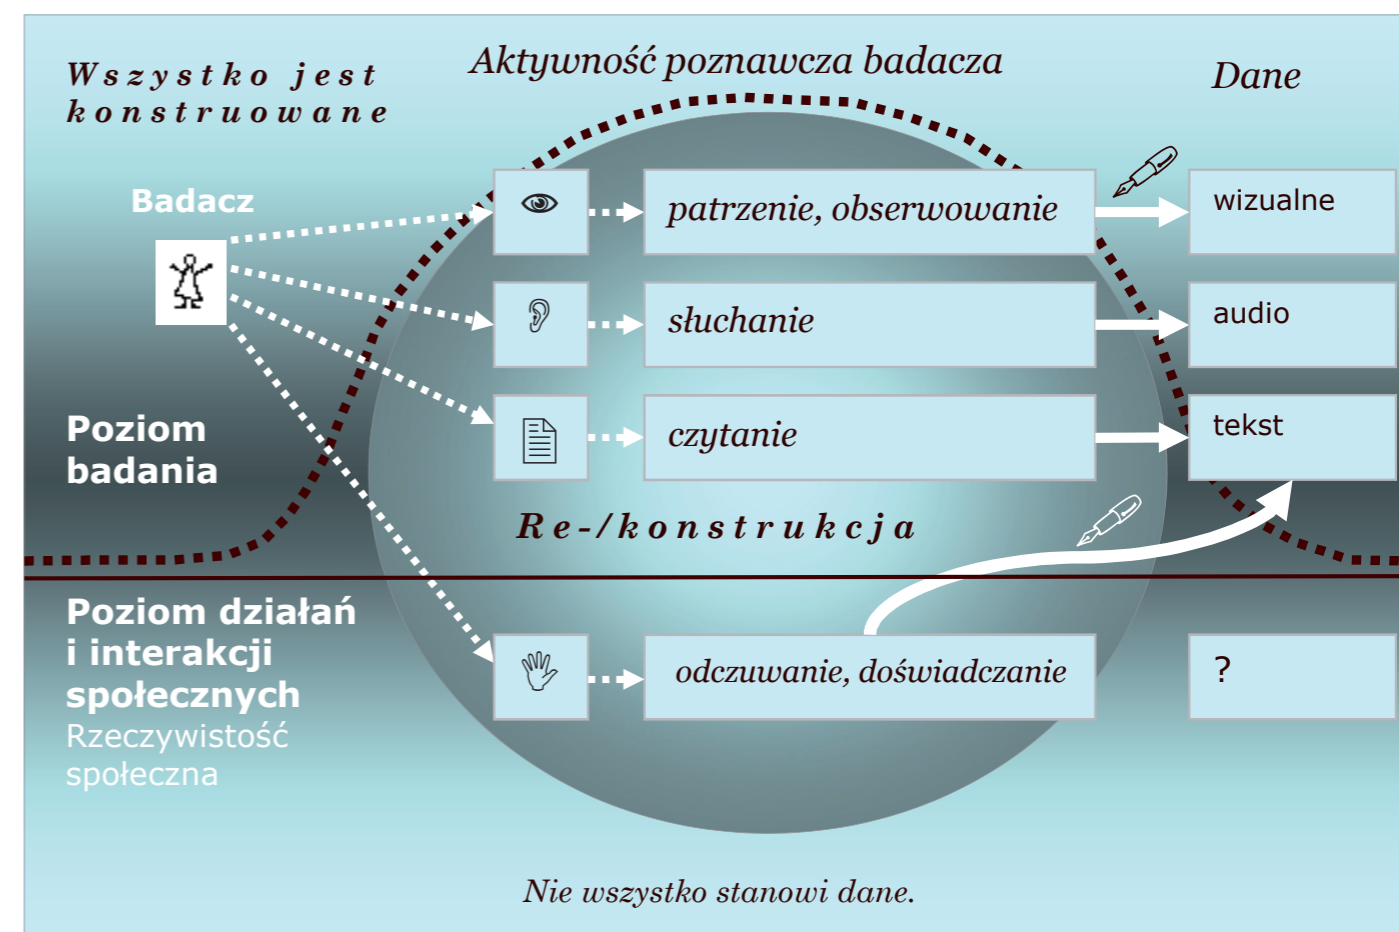 Wszystko jest
konstruowane
Aktywność poznawcza badacza
Dane
Badacz
patrzenie, obserwowanie
wizualne
słuchanie
audio
czytanie
tekst
Poziom
badania
Re-/konstrukcja
Poziom działań
i interakcji
społecznych
Rzeczywistość
społeczna
odczuwanie, doświadczanie
?
Nie wszystko stanowi dane.